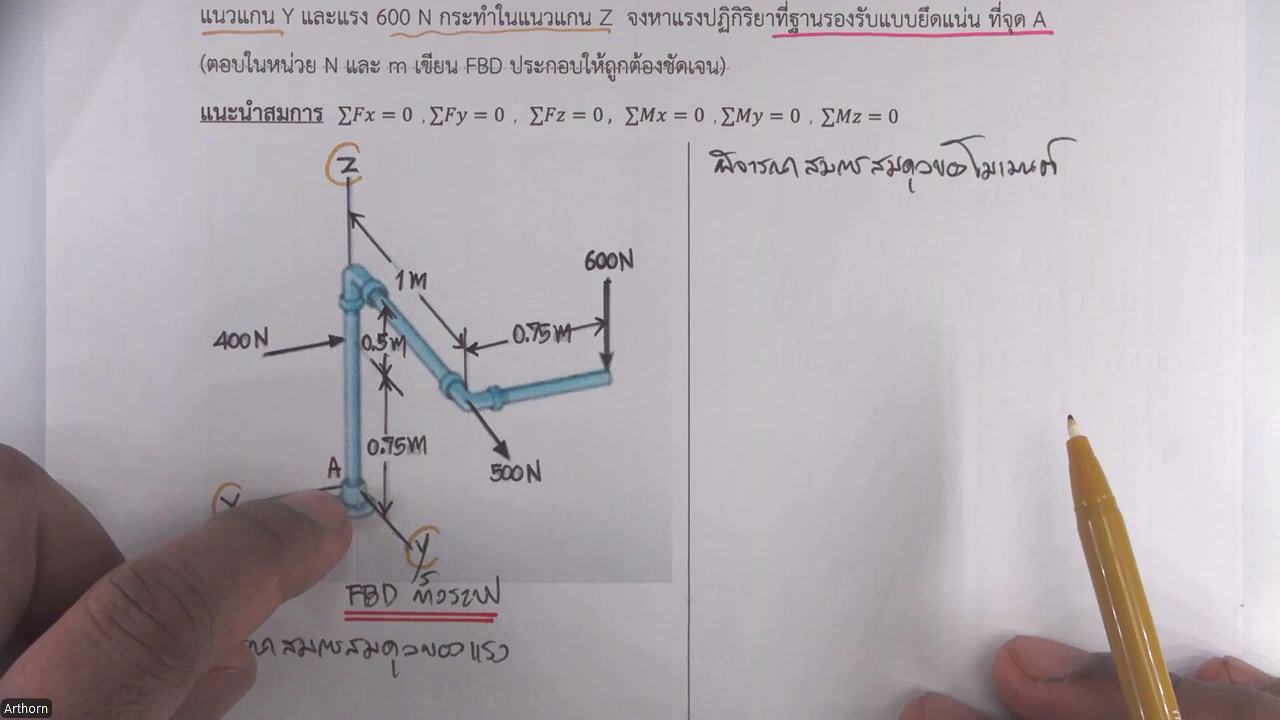 แนวแกน Y และแรง 600 N กระทำในแนวแกน Z จงหาแรงปฏิกิริยาที่ฐานรองรับแบบยึดแน่น ที่จุด A
(ตอบในหน่วย N และ m เขียน FBD ประกอบให้ถูกต้องชัดเจน)
แนะนำสมการ ∑Fx = 0 , ∑Fy = 0 , ∑Fz = 0, ∑Mx = 0 , ∑My = 0 , ∑Mz = 0
Z
พิจารณาสมการสมดุลของโมเมนต์
1m
600N
400N
0.5m
0.75m
0.75m
A
500N
Y
FBD ทั้งระบบ
สมการสมดุลของแรง
Arthorn